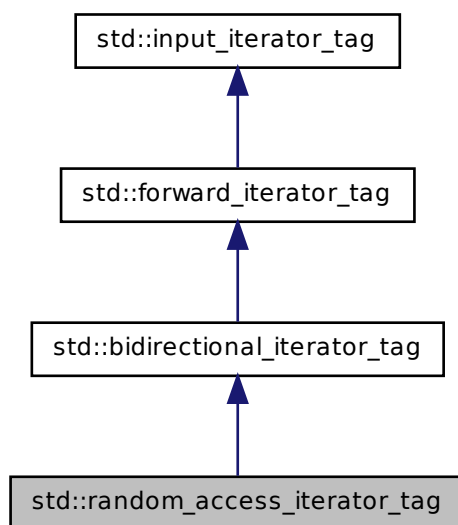 std::input_iterator_tag
std::forward_iterator_tag
std::bidirectional_iterator_tag
std::random_access_iterator_tag